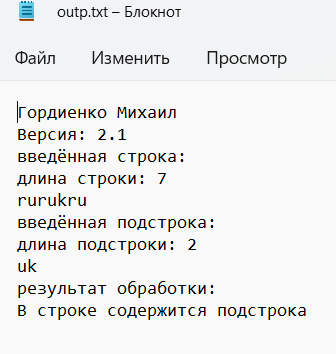 outp.txt – Блокнот
Файл Изменить Просмотр
Гордиенко Михаил
Версия: 2.1
введённая строка:
длина строки: 7
rurukru
введённая подстрока:
длина подстроки: 2
uk
результат обработки:
В строке содержится подстрока